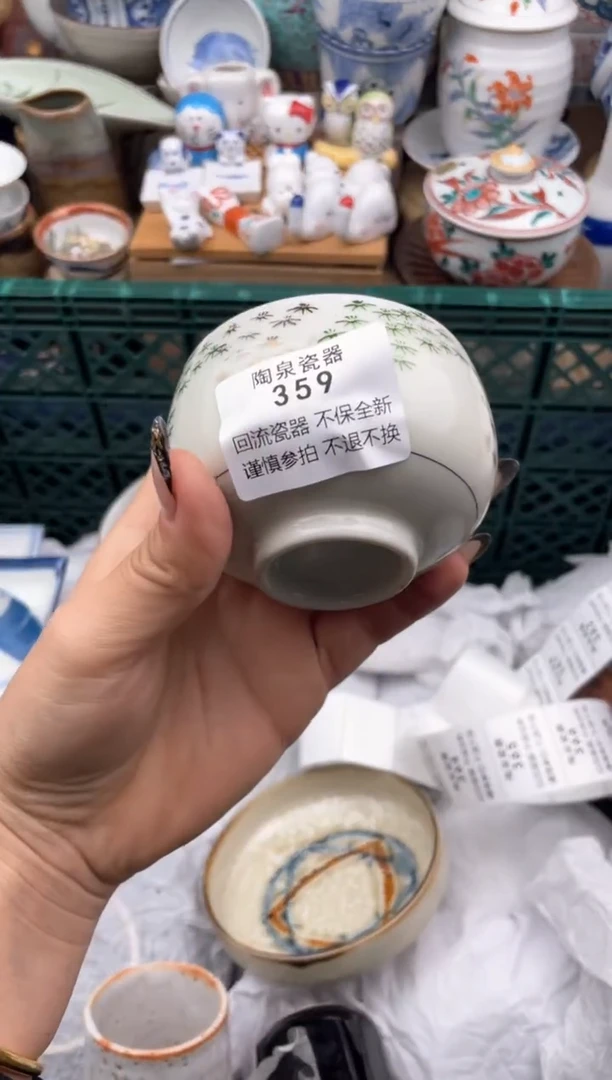 陶泉瓷器
359
回流瓷器 不保全新
谨慎参拍 不退不换